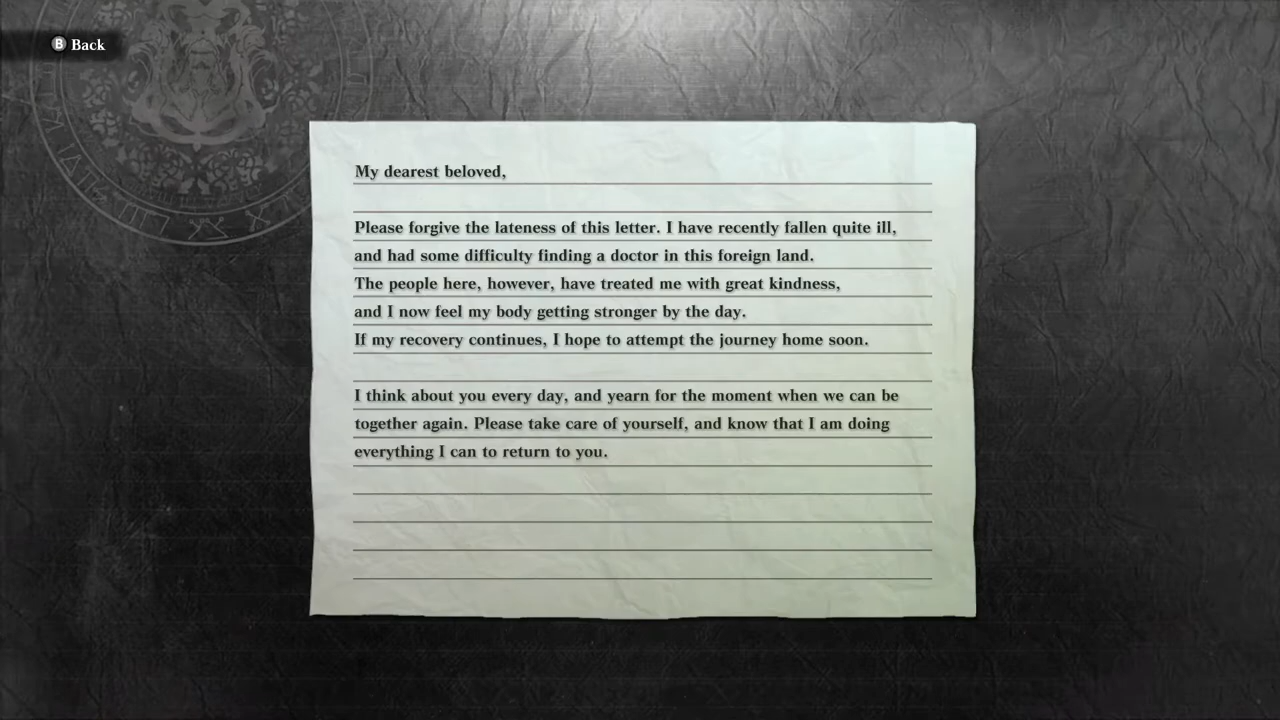 B Back
My dearest beloved,
Please forgive the lateness of this letter. I have recently fallen quite ill,
and had some difficulty finding a doctor in this foreign land.
The people here, however, have treated me with great kindness,
and I now feel my body getting stronger by the day.
If my recovery continues, I hope to attempt the journey home soon.
I think about you every day, and yearn for the moment when we can be
together again. Please take care of yourself, and know that I am doing
everything I can to return to you.